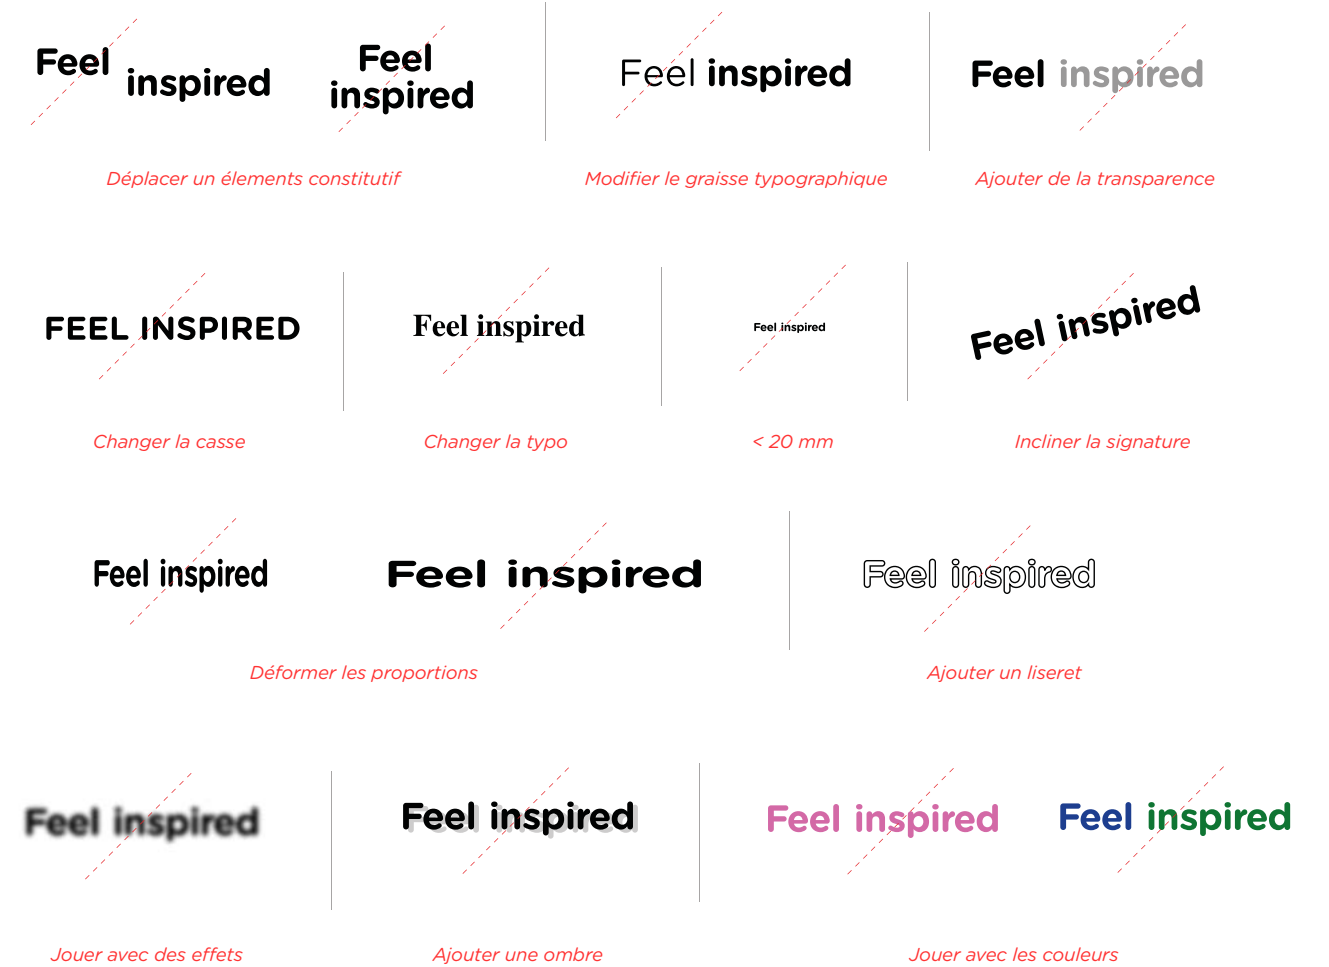 Feel
inspired
Feel
inspired
Feel inspired
Feel inspired
Déplacer un élements constitutif
Modifier le graisse typographique
Ajouter de la transparence
FEEL INSPIRED
Feel inspired
Feel inspired
Feel inspired
Changer la casse
Changer la typo
< 20 mm
Incliner la signature
Feel inspired
Feel inspired
Feel inspired
Déformer les proportions
Ajouter un liseret
Feel inspired
Feel inspired
Feel inspired
Feel inspired
Jouer avec des effets
Ajouter une ombre
Jouer avec les couleurs